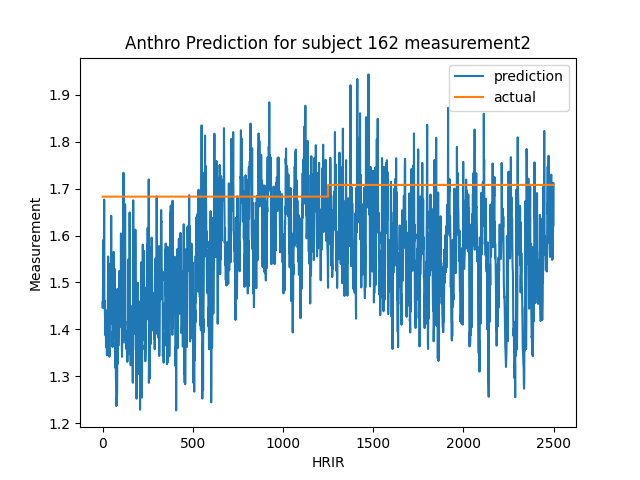 Anthro Prediction for subject 162 measurement2
prediction
actual
1.9
1.8
1.7
1.6
1.5
1.4
1.3
1.2
Measurement
0
500
1000
1500
2000
2500
HRIR